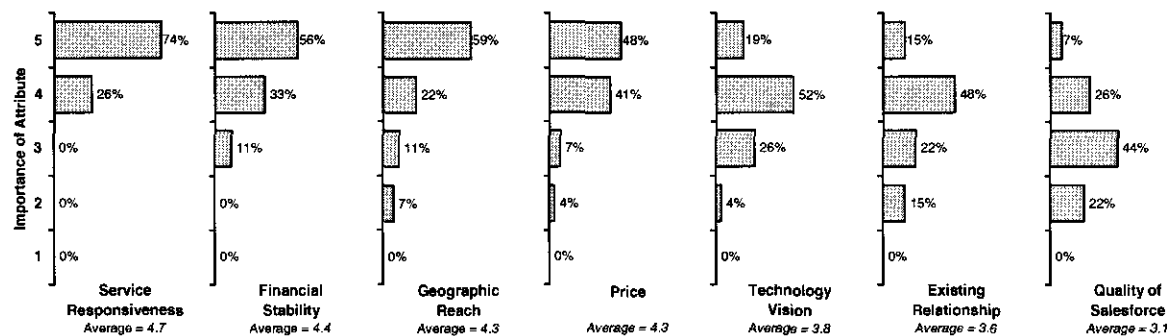 Importance of Attribute
5
74%
56%
59%
48%
19%
15%
7%
4
26%
33%
22%
41%
52%
48%
26%
3
0%
11%
11%
7%
26%
22%
44%
2
0%
0%
7%
4%
4%
15%
22%
1
0%
0%
0%
0%
0%
0%
0%
Service
Responsiveness
Average = 4.7
Financial
Stability
Average = 4.4
Geographic
Reach
Average = 4.3
Price
Average = 4.3
Technology
Vision
Average = 3.8
Existing
Relationship
Average = 3.6
Quality of
Salesforce
Average = 3.1